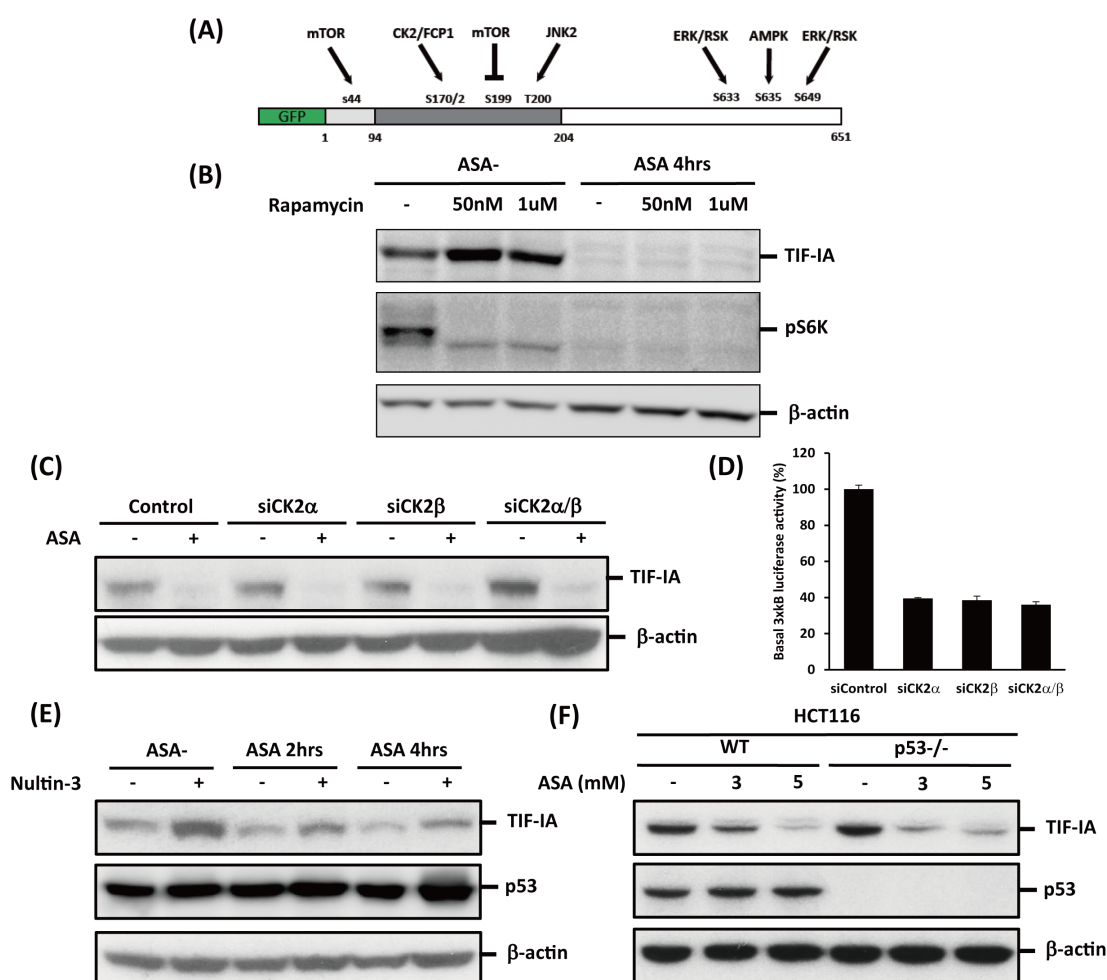 (A)
mTOR CK2/FCP1 mTOR JNK2 ERK/RSK AMPK ERK/RSK
s44 S170/2 S199 T200 S633 S635 S649
GFP
1 94 204 651
(B)
ASA- ASA 4hrs
Rapamycin - 50nM 1uM - 50nM 1uM
TIF-IA
pS6K
β-actin
(C)
Control siCK2α siCK2β siCK2α/β
ASA - + - + - + - +
TIF-IA
β-actin
(D)
Basal 3xkB luciferase activity (%)
120
100
80
60
40
20
0
siControl siCK2α siCK2β siCK2α/β
(E)
ASA- ASA 2hrs ASA 4hrs
Nultin-3 - + - + - +
TIF-IA
p53
β-actin
(F)
HCT116
WT p53-/-
ASA (mM) - 3 5 - 3 5
TIF-IA
p53
β-actin